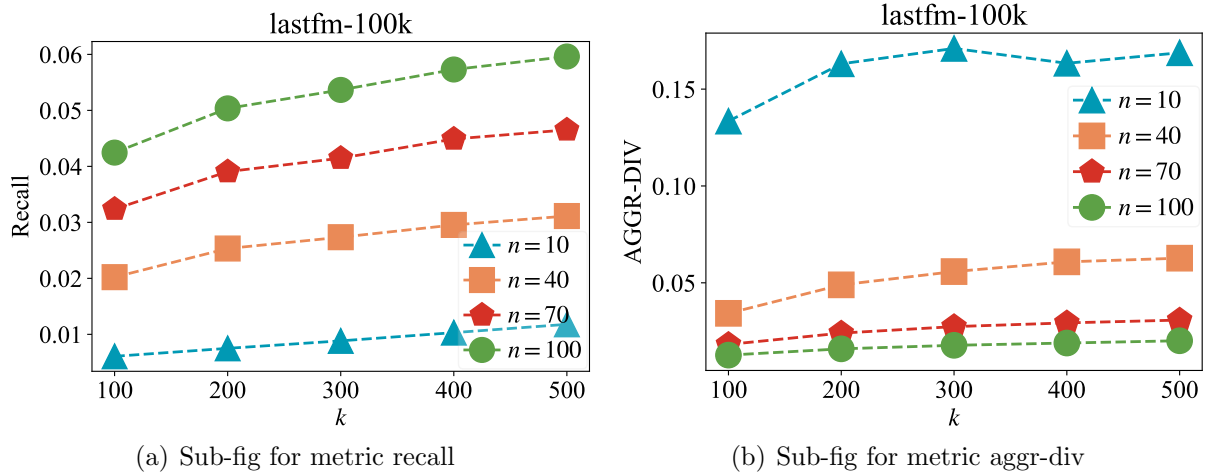 lastfm-100k
0.06
0.05
0.04
0.03
0.02
0.01
Recall
n = 10
n = 40
n = 70
n = 100
100 200 300 400 500
k
(a) Sub-fig for metric recall
lastfm-100k
0.15
0.10
0.05
AGGR-DIV
n = 10
n = 40
n = 70
n = 100
100 200 300 400 500
k
(b) Sub-fig for metric aggr-div